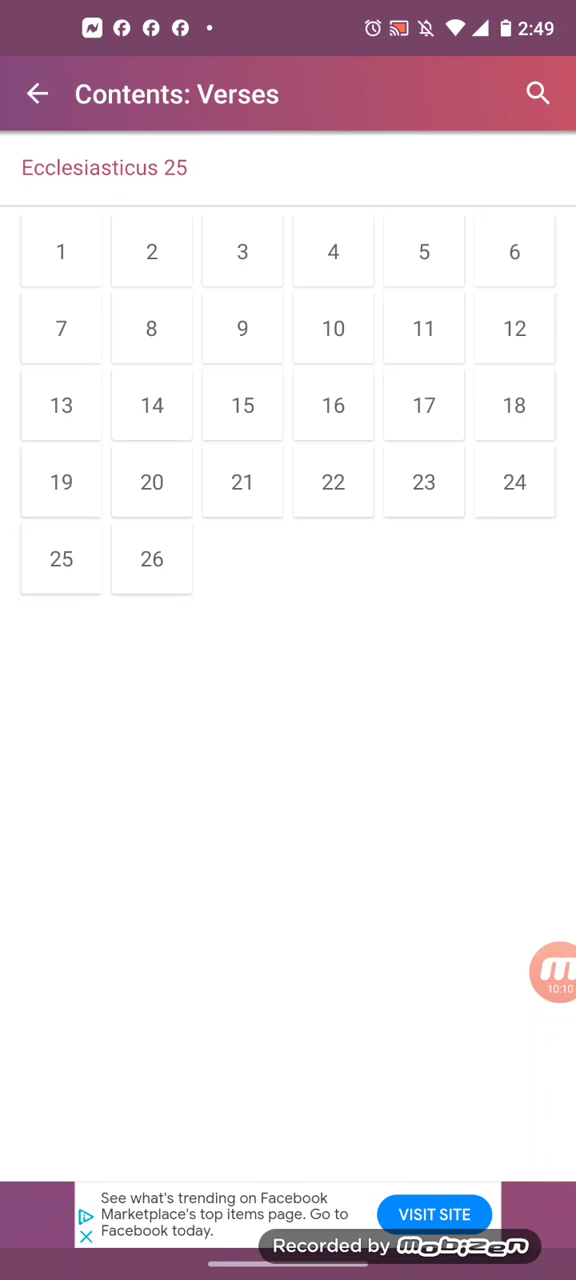 2:49
Contents: Verses
Ecclesiasticus 25
1 2 3 4 5 6
7 8 9 10 11 12
13 14 15 16 17 18
19 20 21 22 23 24
25 26
10:10
See what's trending on Facebook
Marketplace's top items page. Go to
Facebook today.
VISIT SITE
Recorded by mobizen